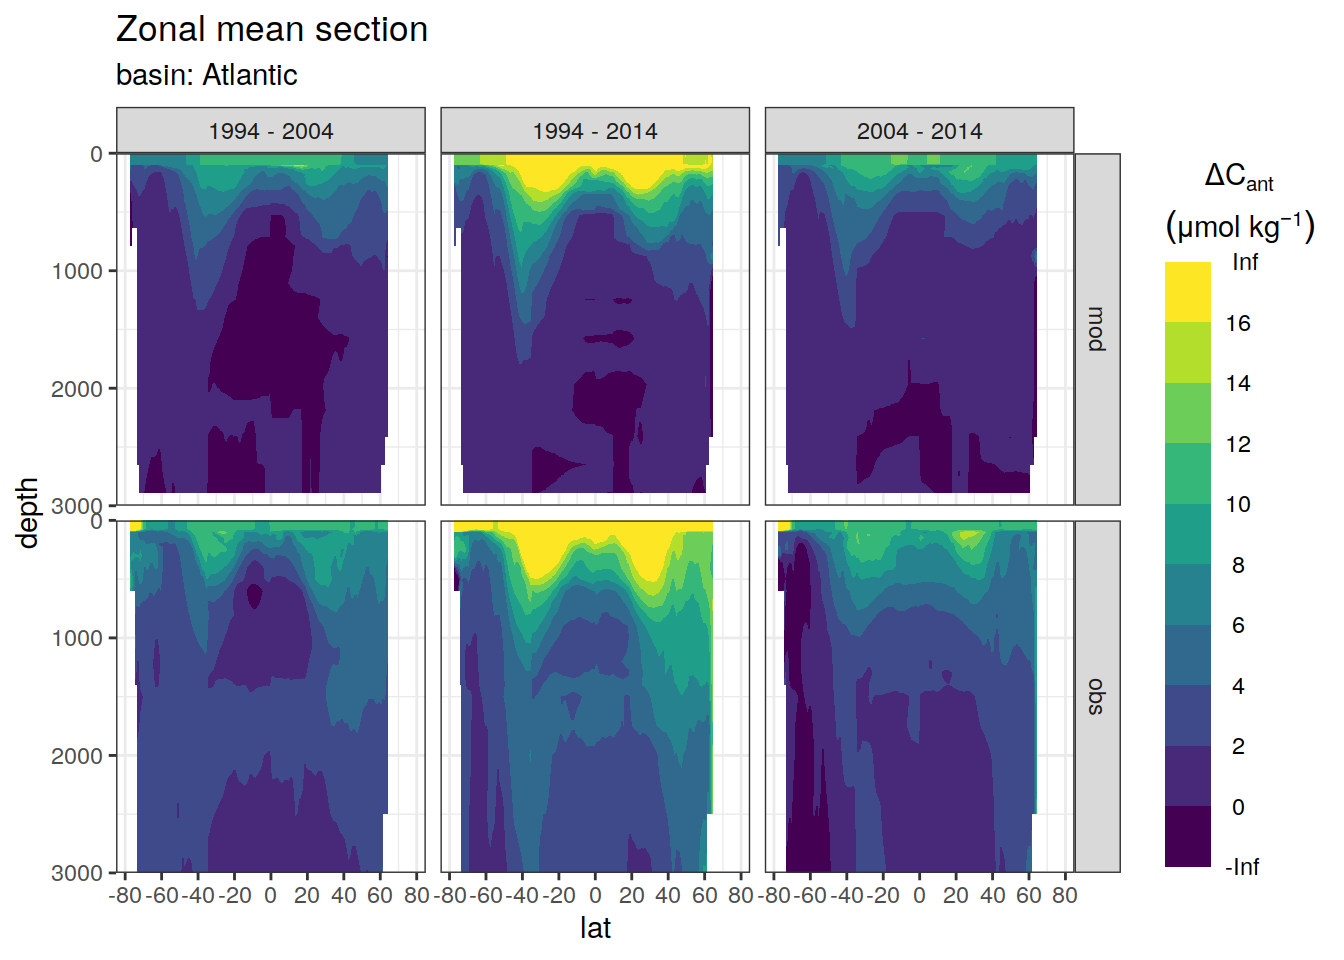 Zonal mean section
basin: Atlantic
1994 - 2004
1994 - 2014
2004 - 2014
0
1000
2000
3000
mod
0
1000
2000
3000
obs
depth
-80 -60 -40 -20 0 20 40 60 80
-80 -60 -40 -20 0 20 40 60 80
-80 -60 -40 -20 0 20 40 60 80
lat
ΔCant
(μmol kg⁻¹)
Inf
16
14
12
10
8
6
4
2
0
-Inf